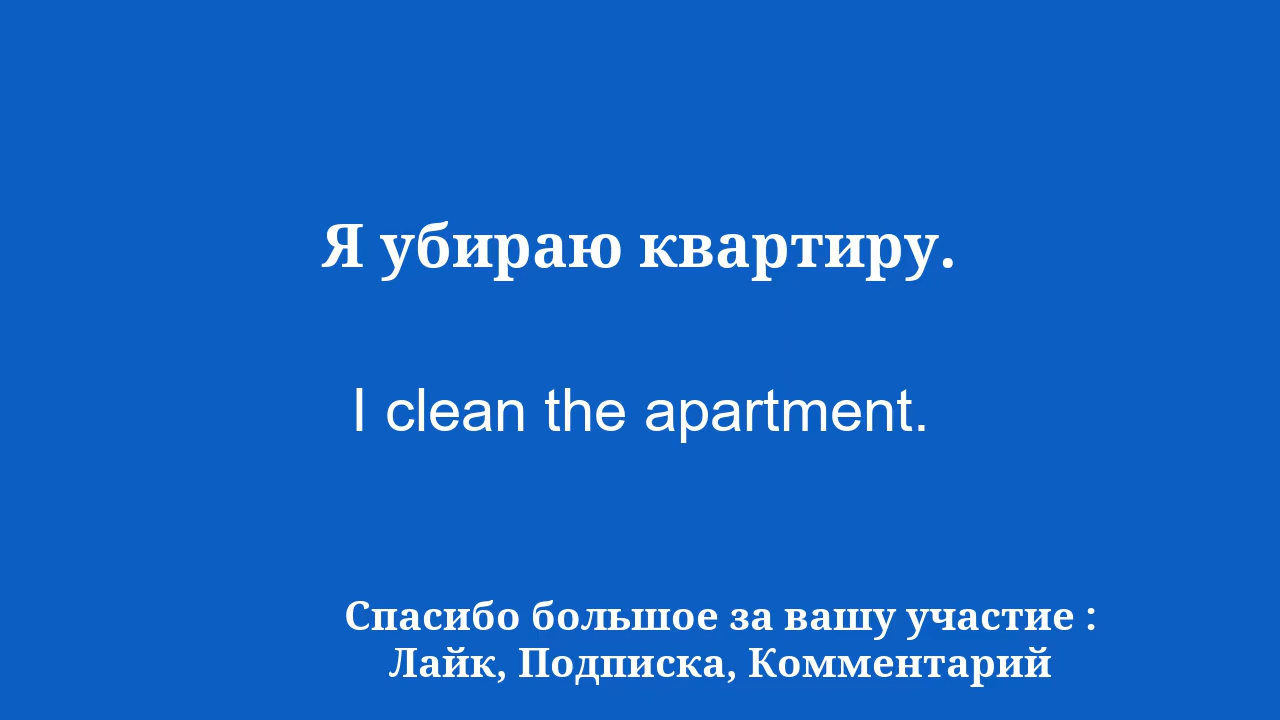 Я убираю квартиру.
I clean the apartment.
Спасибо большое за вашу участие :
Лайк, Подписка, Комментарий